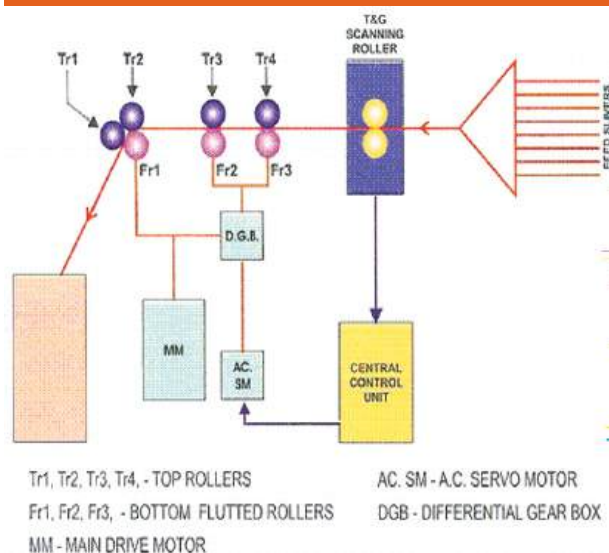 T&G
SCANNING
ROLLER
Tr1 Tr2 Tr3 Tr4
FEED SLIVERS
Fr1 Fr2 Fr3
D.G.B.
MM
AC.
SM
CENTRAL
CONTROL
UNIT
Tr1, Tr2, Tr3, Tr4, - TOP ROLLERS
AC. SM - A.C. SERVO MOTOR
Fr1, Fr2, Fr3, - BOTTOM FLUTTED ROLLERS
DGB - DIFFERENTIAL GEAR BOX
MM - MAIN DRIVE MOTOR